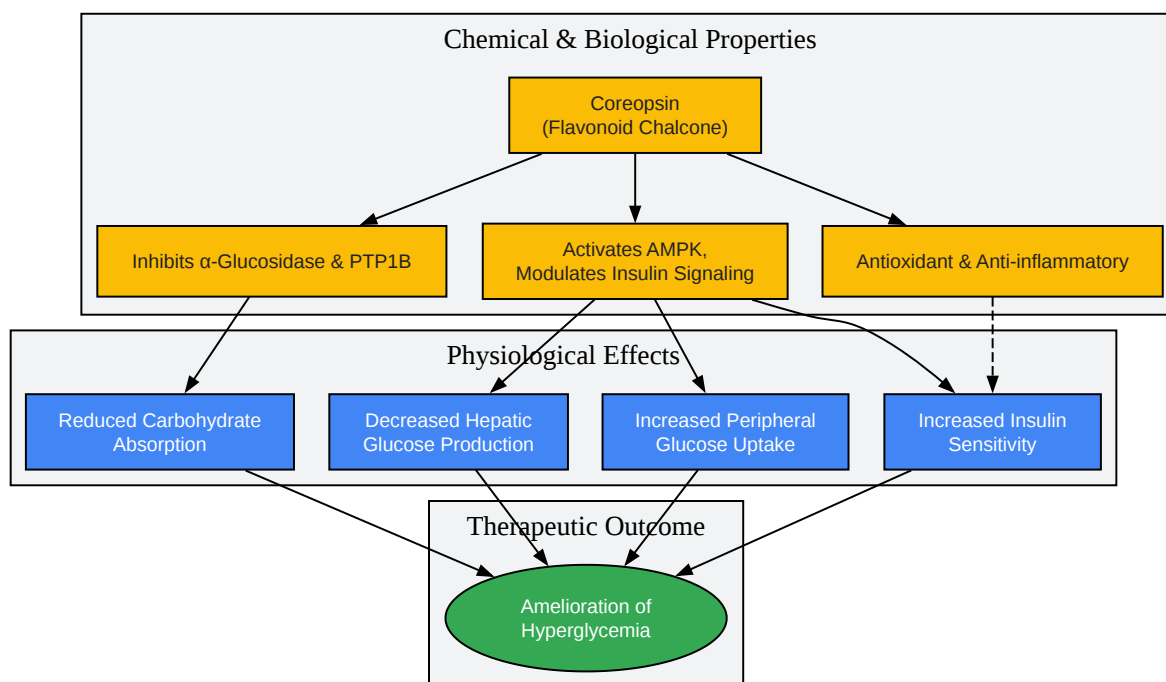 Chemical & Biological Properties
Coreopsin
(Flavonoid Chalcone)
Inhibits α-Glucosidase & PTP1B
Activates AMPK,
Modulates Insulin Signaling
Antioxidant & Anti-inflammatory
Physiological Effects
Reduced Carbohydrate
Absorption
Decreased Hepatic
Glucose Production
Increased Peripheral
Glucose Uptake
Increased Insulin
Sensitivity
Therapeutic Outcome
Amelioration of
Hyperglycemia